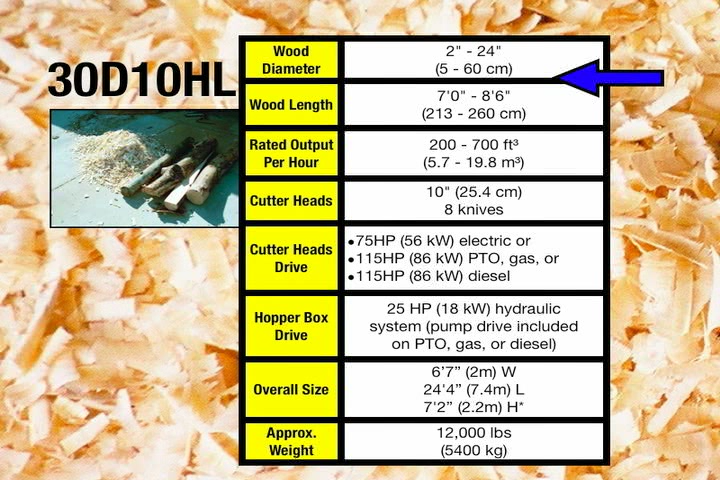 30D10HL
Wood
Diameter
2" - 24"
(5 - 60 cm)
Wood Length
7'0" - 8'6"
(213 - 260 cm)
Rated Output
Per Hour
200 - 700 ft³
(5.7 - 19.8 m³)
Cutter Heads
10" (25.4 cm)
8 knives
Cutter Heads
Drive
•75HP (56 kW) electric or
•115HP (86 kW) PTO, gas, or
•115HP (86 kW) diesel
Hopper Box
Drive
25 HP (18 kW) hydraulic
system (pump drive included
on PTO, gas, or diesel)
Overall Size
6’7” (2m) W
24'4” (7.4m) L
7'2” (2.2m) H*
Approx.
Weight
12,000 lbs
(5400 kg)